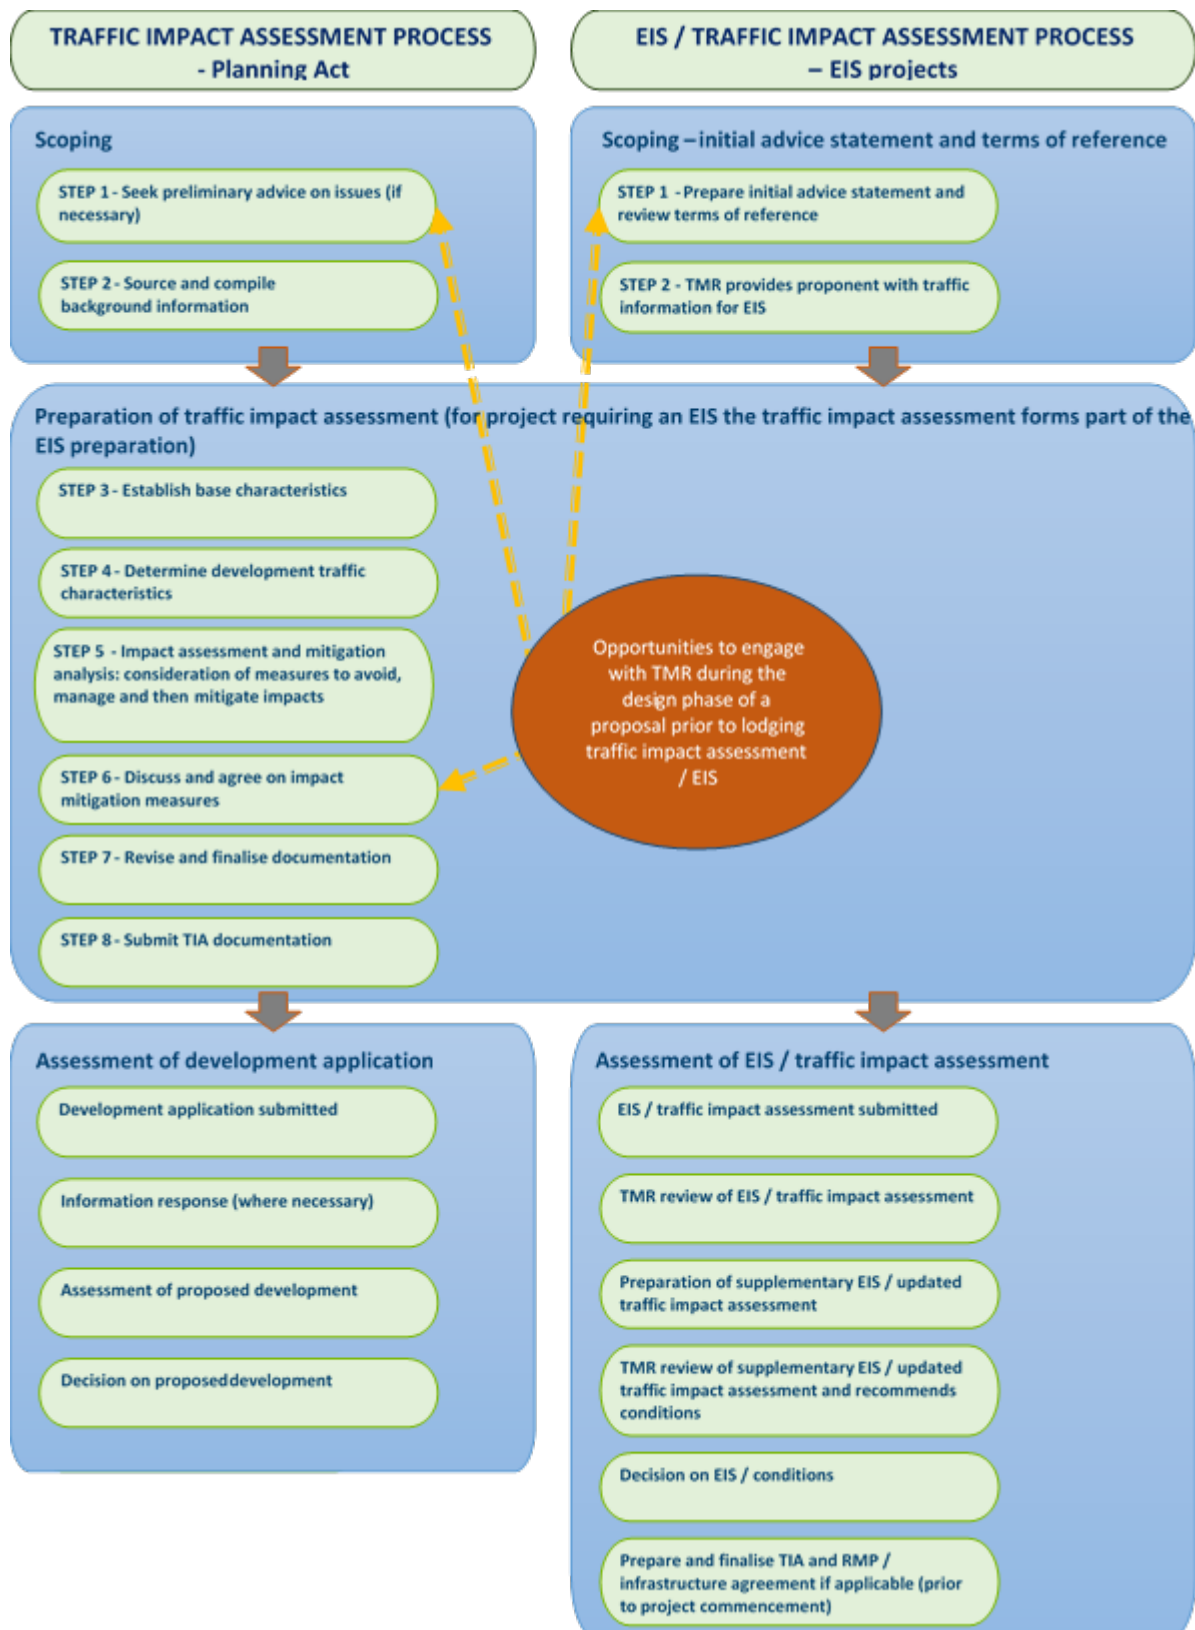 TRAFFIC IMPACT ASSESSMENT PROCESS
- Planning Act
EIS / TRAFFIC IMPACT ASSESSMENT PROCESS
– EIS projects
Scoping
STEP 1 - Seek preliminary advice on issues (if
necessary)
STEP 2 - Source and compile
background information
Scoping – initial advice statement and terms of reference
STEP 1 - Prepare initial advice statement and
review terms of reference
STEP 2 - TMR provides proponent with traffic
information for EIS
Preparation of traffic impact assessment (for project requiring an EIS the traffic impact assessment forms part of the
EIS preparation)
STEP 3 - Establish base characteristics
STEP 4 - Determine development traffic
characteristics
STEP 5 - Impact assessment and mitigation
analysis: consideration of measures to avoid,
manage and then mitigate impacts
STEP 6 - Discuss and agree on impact
mitigation measures
STEP 7 - Revise and finalise documentation
STEP 8 - Submit TIA documentation
Opportunities to engage
with TMR during the
design phase of a
proposal prior to lodging
traffic impact assessment
/ EIS
Assessment of development application
Development application submitted
Information response (where necessary)
Assessment of proposed development
Decision on proposed development
Assessment of EIS / traffic impact assessment
EIS / traffic impact assessment submitted
TMR review of EIS / traffic impact assessment
Preparation of supplementary EIS / updated
traffic impact assessment
TMR review of supplementary EIS / updated
traffic impact assessment and recommends
conditions
Decision on EIS / conditions
Prepare and finalise TIA and RMP /
infrastructure agreement if applicable (prior
to project commencement)